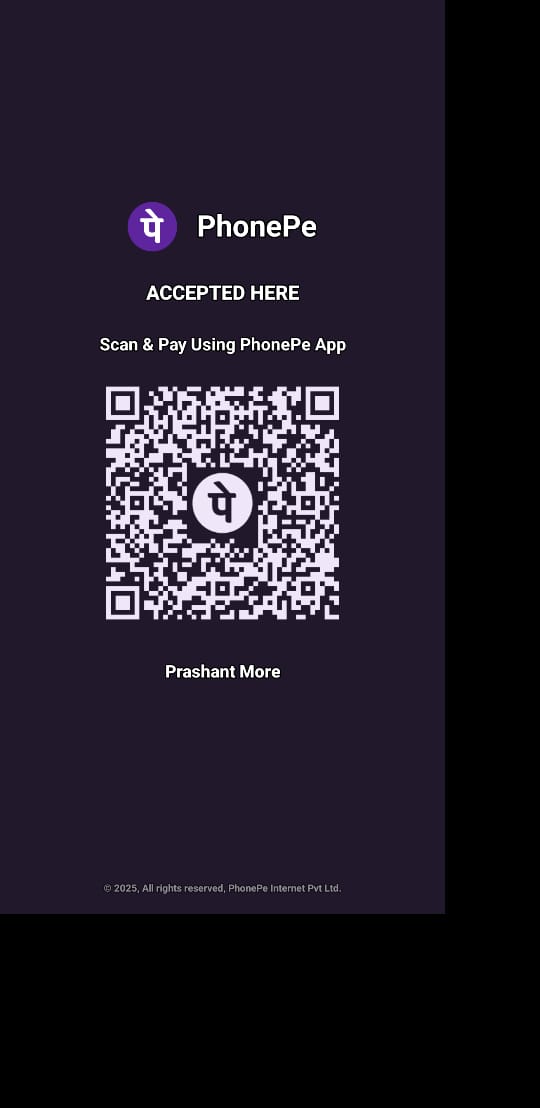 पे PhonePe
ACCEPTED HERE
Scan & Pay Using PhonePe App
पे
Prashant More
© 2025, All rights reserved, PhonePe Internet Pvt Ltd.